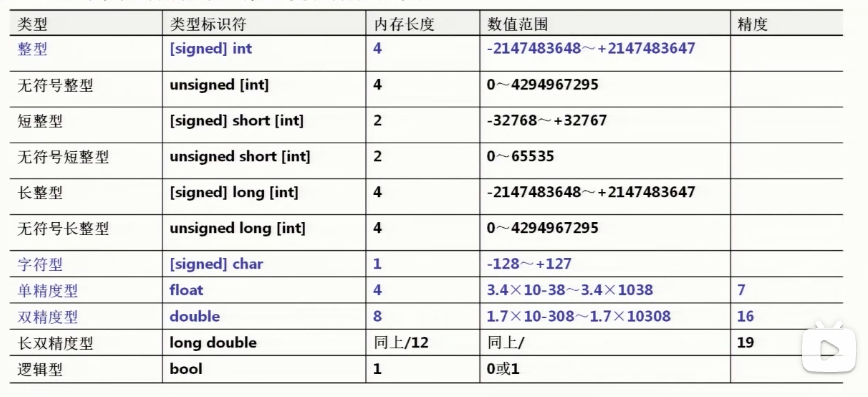 类型 类型标识符 内存长度 数值范围 精度
整型 [signed] int 4 -2147483648～+2147483647
无符号整型 unsigned [int] 4 0～4294967295
短整型 [signed] short [int] 2 -32768～+32767
无符号短整型 unsigned short [int] 2 0～65535
长整型 [signed] long [int] 4 -2147483648～+2147483647
无符号长整型 unsigned long [int] 4 0～4294967295
字符型 [signed] char 1 -128～+127
单精度型 float 4 3.4×10-38～3.4×1038 7
双精度型 double 8 1.7×10-308～1.7×10308 16
长双精度型 long double 同上/12 同上/ 19
逻辑型 bool 1 0或1